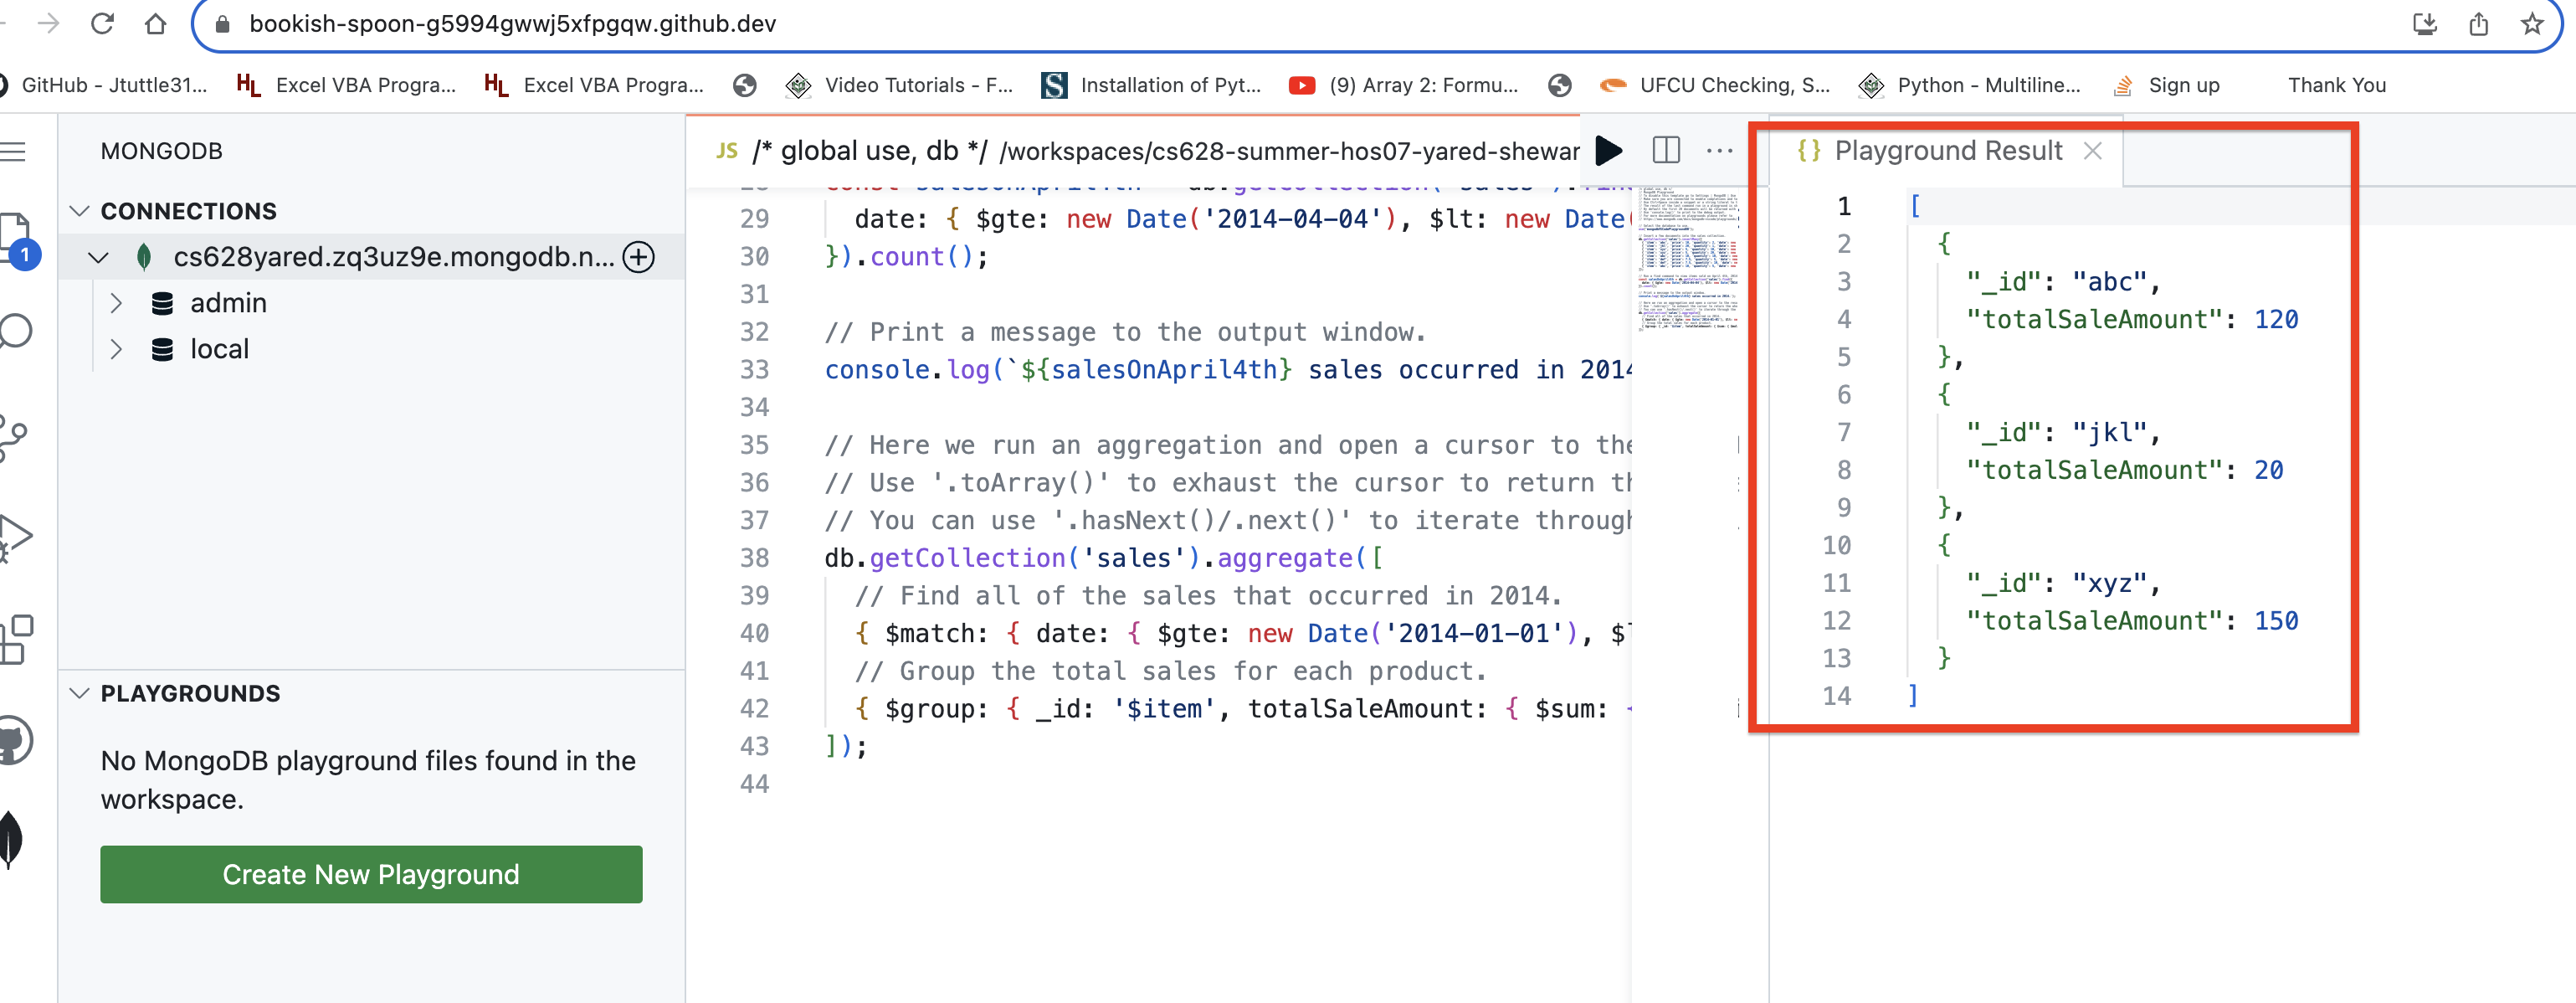 bookish-spoon-g5994gwwj5xfpgqw.github.dev
GitHub - Jtuttle31...
HL Excel VBA Progra...
HL Excel VBA Progra...
Video Tutorials - F...
S Installation of Pyt...
(9) Array 2: Formu...
UFCU Checking, S...
Python - Multiline...
Sign up
Thank You
MONGODB
CONNECTIONS
cs628yared.zq3uz9e.mongodb.n...
admin
local
1
PLAYGROUNDS
No MongoDB playground files found in the
workspace.
Create New Playground
JS /* global use, db */ /workspaces/cs628-summer-hos07-yared-shewar
29 date: { $gte: new Date('2014-04-04'), $lt: new Date(
30 }).count();
31
32 // Print a message to the output window.
33 console.log(`${salesOnApril4th} sales occurred in 2014
34
35 // Here we run an aggregation and open a cursor to the
36 // Use '.toArray()' to exhaust the cursor to return th
37 // You can use '.hasNext()/.next()' to iterate through
38 db.getCollection('sales').aggregate([
39 // Find all of the sales that occurred in 2014.
40 { $match: { date: { $gte: new Date('2014-01-01'), $l
41 // Group the total sales for each product.
42 { $group: { _id: '$item', totalSaleAmount: { $sum: {
43 ]);
44
{} Playground Result
1 [
2 {
3 "_id": "abc",
4 "totalSaleAmount": 120
5 },
6 {
7 "_id": "jkl",
8 "totalSaleAmount": 20
9 },
10 {
11 "_id": "xyz",
12 "totalSaleAmount": 150
13 }
14 ]